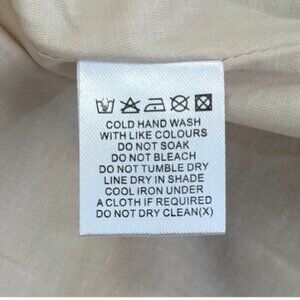 COLD HAND WASH
WITH LIKE COLOURS
DO NOT SOAK
DO NOT BLEACH
DO NOT TUMBLE DRY
LINE DRY IN SHADE
COOL IRON UNDER
A CLOTH IF REQUIRED
DO NOT DRY CLEAN(X)